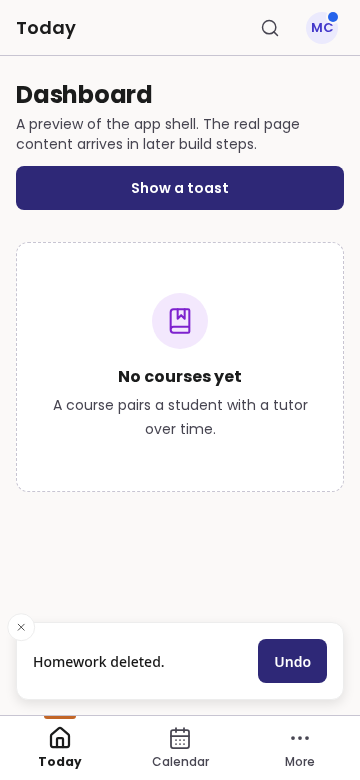 Today
MC
Dashboard
A preview of the app shell. The real page
content arrives in later build steps.
Show a toast
No courses yet
A course pairs a student with a tutor
over time.
Homework deleted.
Undo
Today
Calendar
More